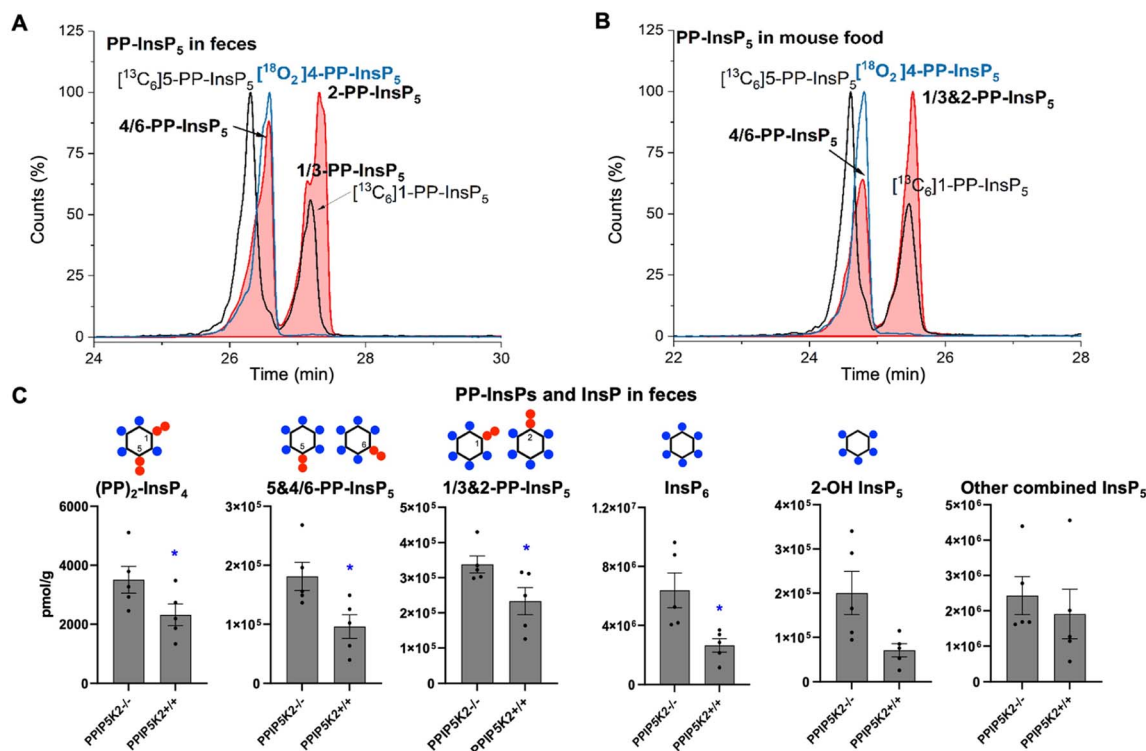 A
PP-InsP5 in feces
[13C6]5-PP-InsP5
[18O2]4-PP-InsP5
2-PP-InsP5
4/6-PP-InsP5
1/3-PP-InsP5
[13C6]1-PP-InsP5
Counts (%)
100
75
50
25
0
24 26 28 30
Time (min)
B
PP-InsP5 in mouse food
[13C6]5-PP-InsP5
[18O2]4-PP-InsP5
1/3&2-PP-InsP5
4/6-PP-InsP5
[13C6]1-PP-InsP5
Counts (%)
100
75
50
25
0
22 24 26 28
Time (min)
C
PP-InsPs and InsP in feces
1
5
(PP)2-InsP4
pmol/g
6000
4000
2000
0
*
PPIP5K2-/- PPIP5K2+/+
5
6
5&4/6-PP-InsP5
3×10^5
2×10^5
1×10^5
0
*
PPIP5K2-/- PPIP5K2+/+
1
2
1/3&2-PP-InsP5
5×10^5
4×10^5
3×10^5
2×10^5
1×10^5
0
*
PPIP5K2-/- PPIP5K2+/+
InsP6
1.2×10^7
8×10^6
4×10^6
0
*
PPIP5K2-/- PPIP5K2+/+
2-OH InsP5
4×10^5
3×10^5
2×10^5
1×10^5
0
PPIP5K2-/- PPIP5K2+/+
Other combined InsP5
5×10^6
4×10^6
3×10^6
2×10^6
1×10^6
0
PPIP5K2-/- PPIP5K2+/+